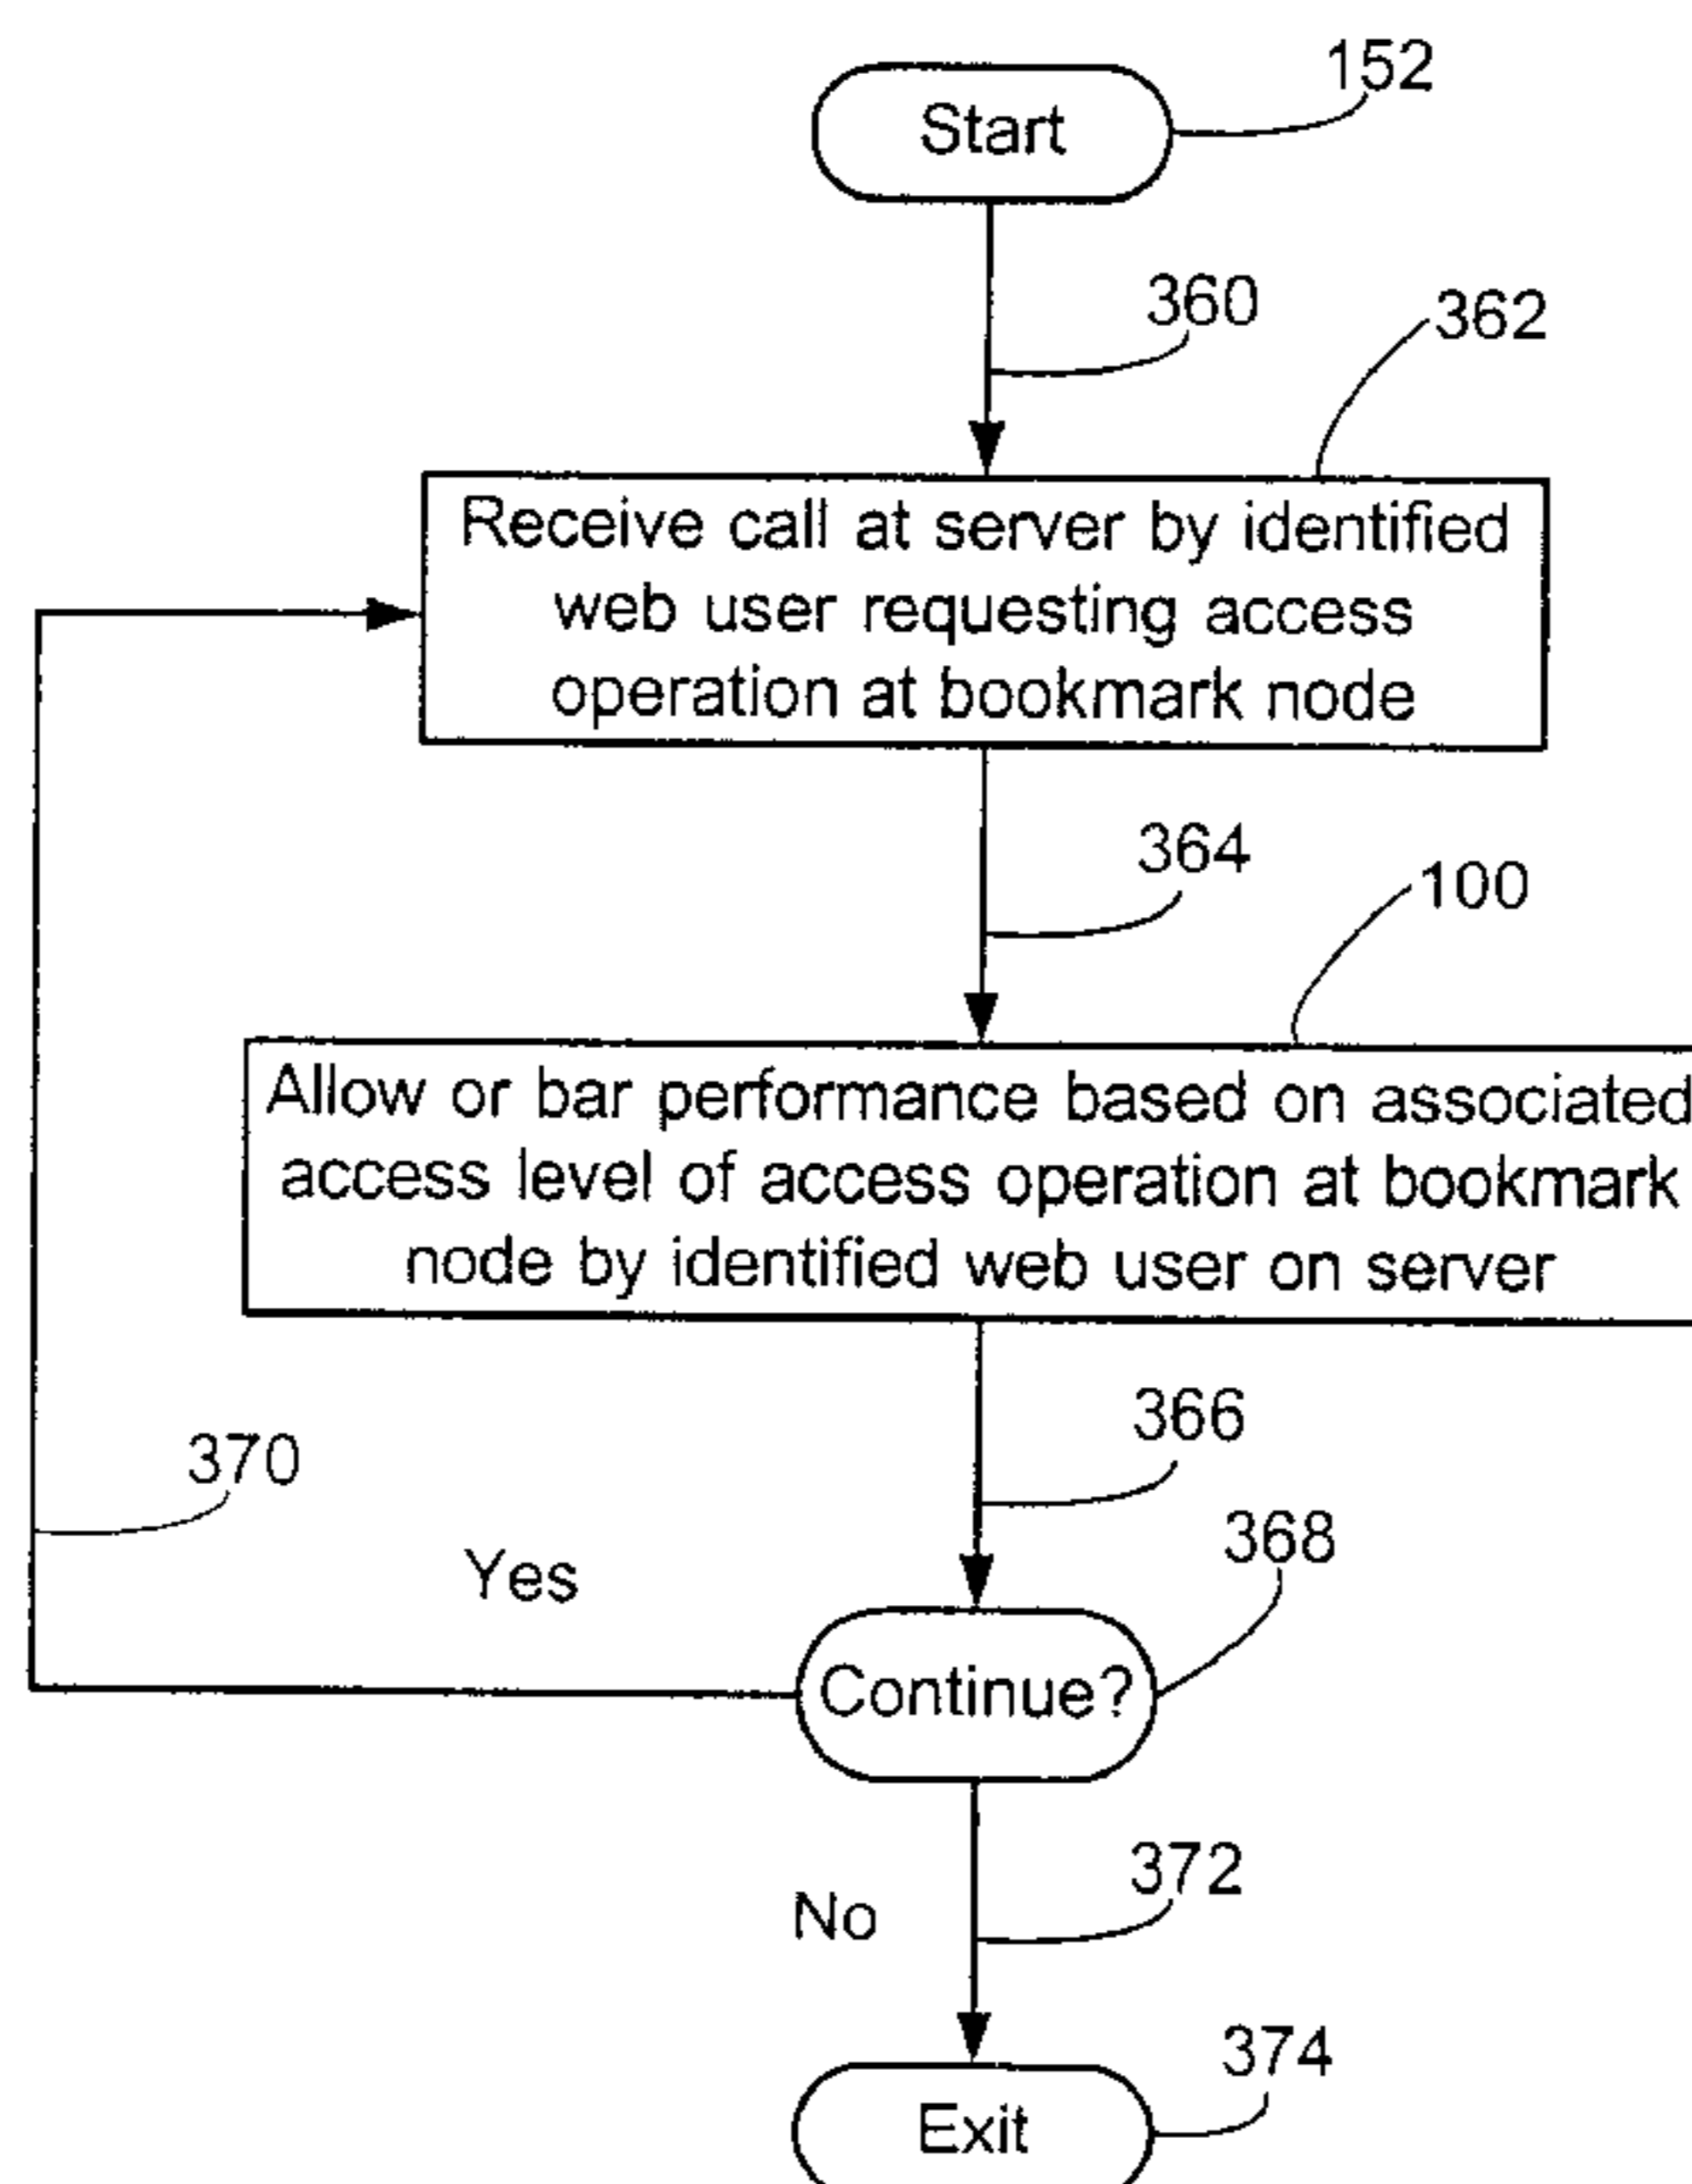 152
Start
360
362
Receive call at server by identified
web user requesting access
operation at bookmark node
364
100
Allow or bar performance based on associated
access level of access operation at bookmark
node by identified web user on server
366
370
368
Yes
Continue?
372
No
374
Exit